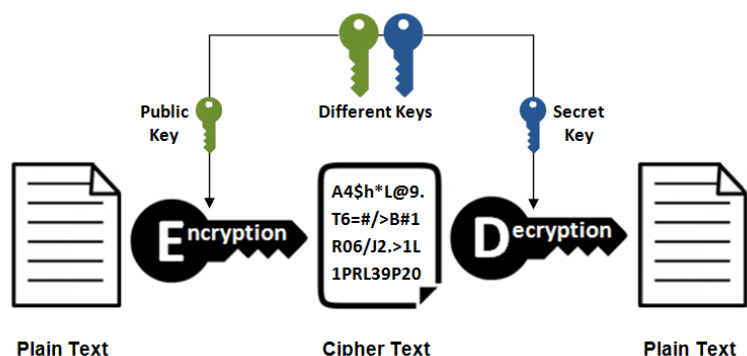 Public
Key
Different Keys
Secret
Key
Encryption
A4$h*L@9.
T6=#/>B#1
R06/J2.>1L
1PRL39P20
Decryption
Plain Text
Cipher Text
Plain Text